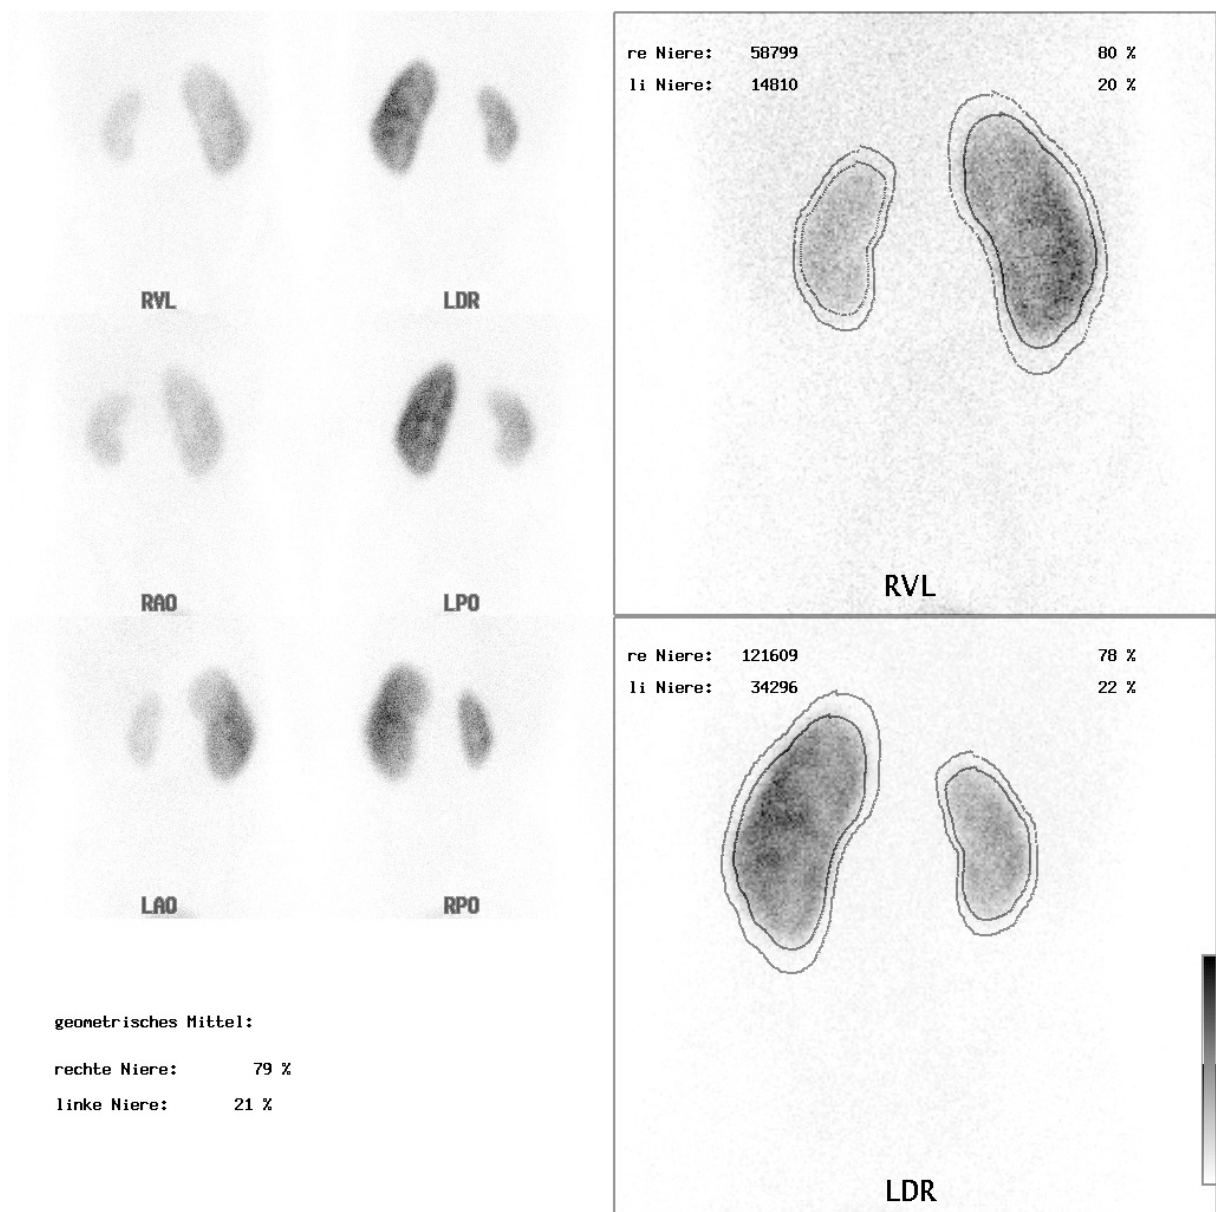 RVL
LDR
RAO
LPO
LAO
RPO
geometrisches Mittel:
rechte Niere: 79 %
linke Niere: 21 %
re Niere: 58799 80 %
li Niere: 14810 20 %
RVL
re Niere: 121609 78 %
li Niere: 34296 22 %
LDR